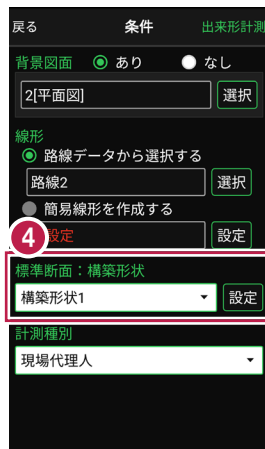 戻る 条件 出来形計測
背景図面 あり なし
2[平面図] 選択
線形
路線データから選択する
路線2 選択
簡易線形を作成する
4 設定 設定
標準断面：構築形状
構築形状1 設定
計測種別
現場代理人